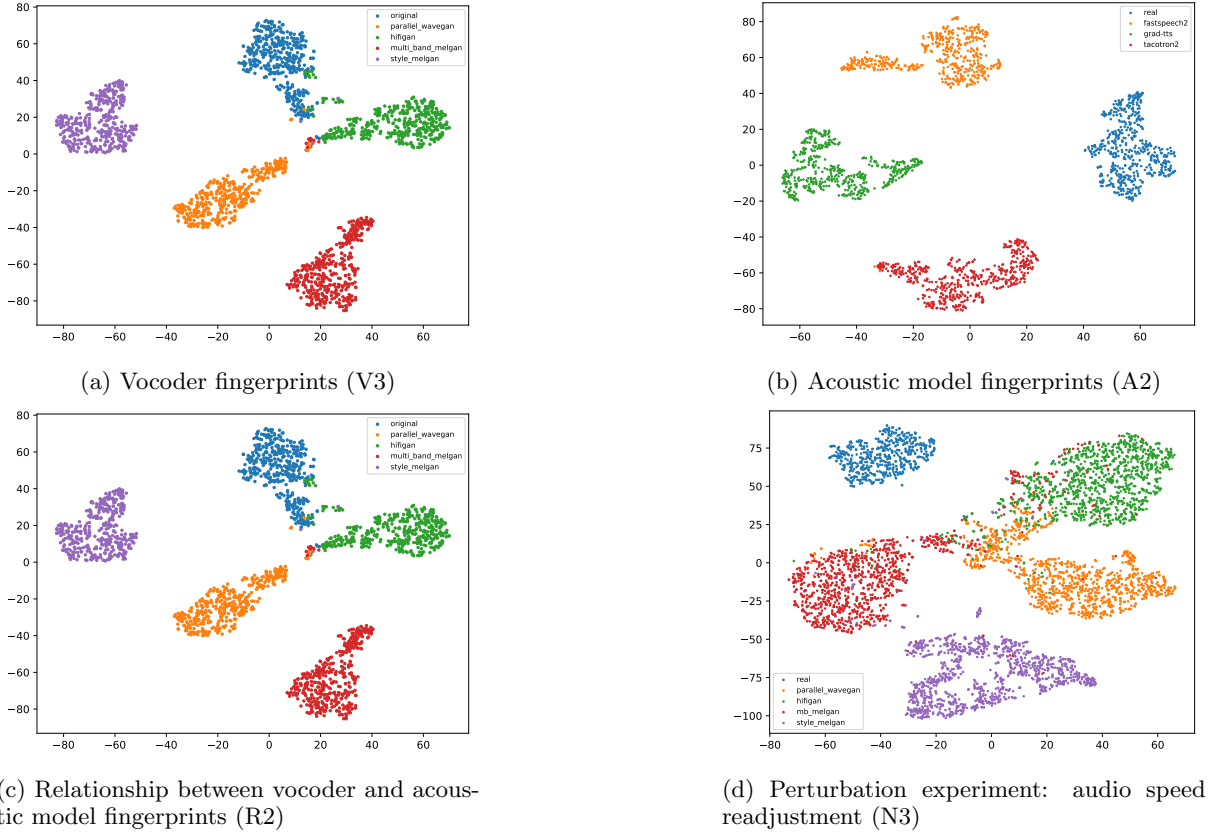 original
parallel_wavegan
hifigan
multi_band_melgan
style_melgan
80
60
40
20
0
−20
−40
−60
−80
−80 −60 −40 −20 0 20 40 60
(a) Vocoder fingerprints (V3)
real
fastspeech2
grad-tts
tacotron2
80
60
40
20
0
−20
−40
−60
−80
−60 −40 −20 0 20 40 60
(b) Acoustic model fingerprints (A2)
original
parallel_wavegan
hifigan
multi_band_melgan
style_melgan
80
60
40
20
0
−20
−40
−60
−80
−80 −60 −40 −20 0 20 40 60
(c) Relationship between vocoder and acous-
tic model fingerprints (R2)
75
50
25
0
−25
−50
−75
−100
real
parallel_wavegan
hifigan
mb_melgan
style_melgan
−80 −60 −40 −20 0 20 40 60
(d) Perturbation experiment: audio speed
readjustment (N3)